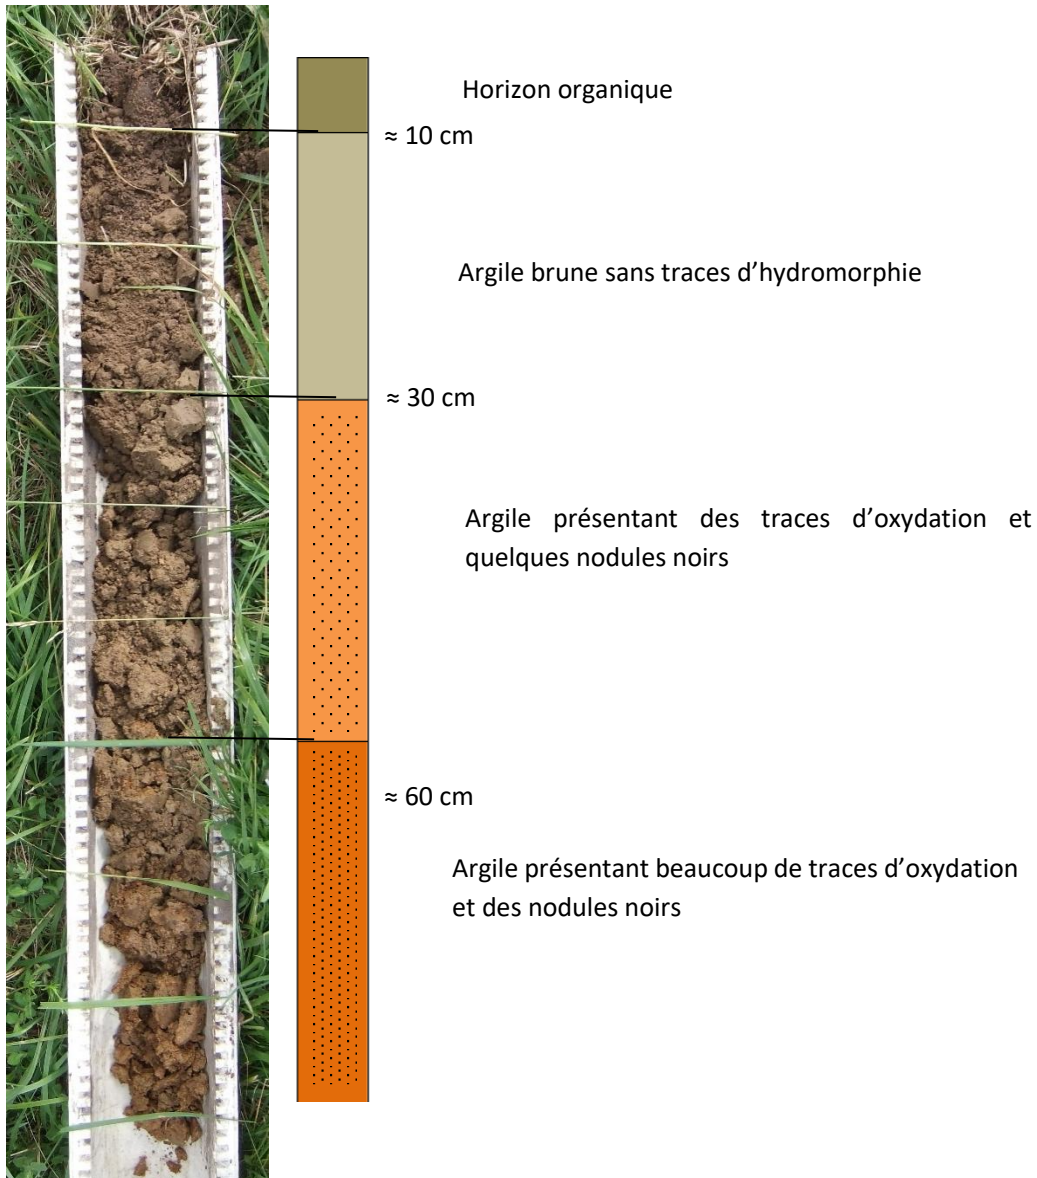 Horizon organique
≈ 10 cm
Argile brune sans traces d’hydromorphie
≈ 30 cm
Argile présentant des traces d’oxydation et
quelques nodules noirs
≈ 60 cm
Argile présentant beaucoup de traces d’oxydation
et des nodules noirs